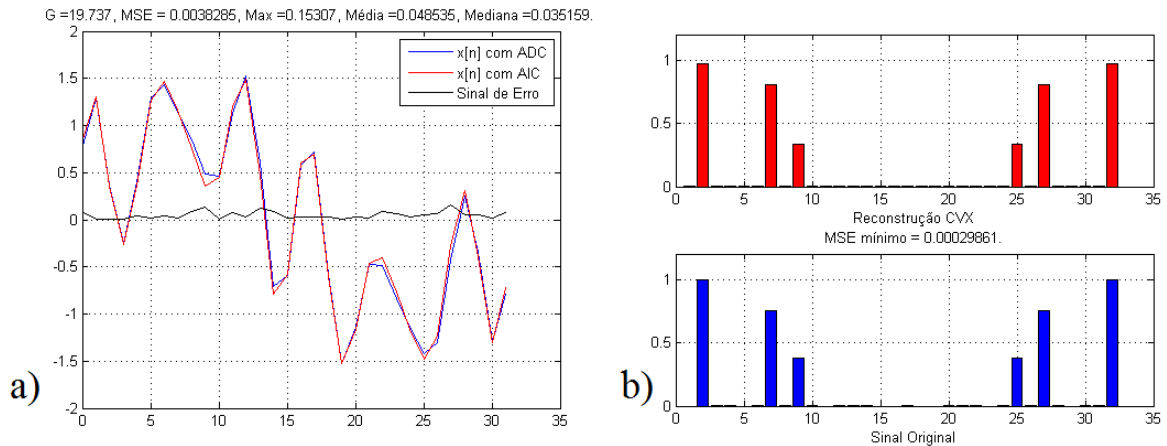 G =19.737, MSE = 0.0038285, Max =0.15307, Média =0.048535, Mediana =0.035159.
x[n] com ADC
x[n] com AIC
Sinal de Erro
2
1.5
1
0.5
0
-0.5
-1
-1.5
-2
0 5 10 15 20 25 30 35
a)
1
0.5
0
0 5 10 15 20 25 30 35
Reconstrução CVX
MSE mínimo = 0.00029861.
1
0.5
0
0 5 10 15 20 25 30 35
Sinal Original
b)